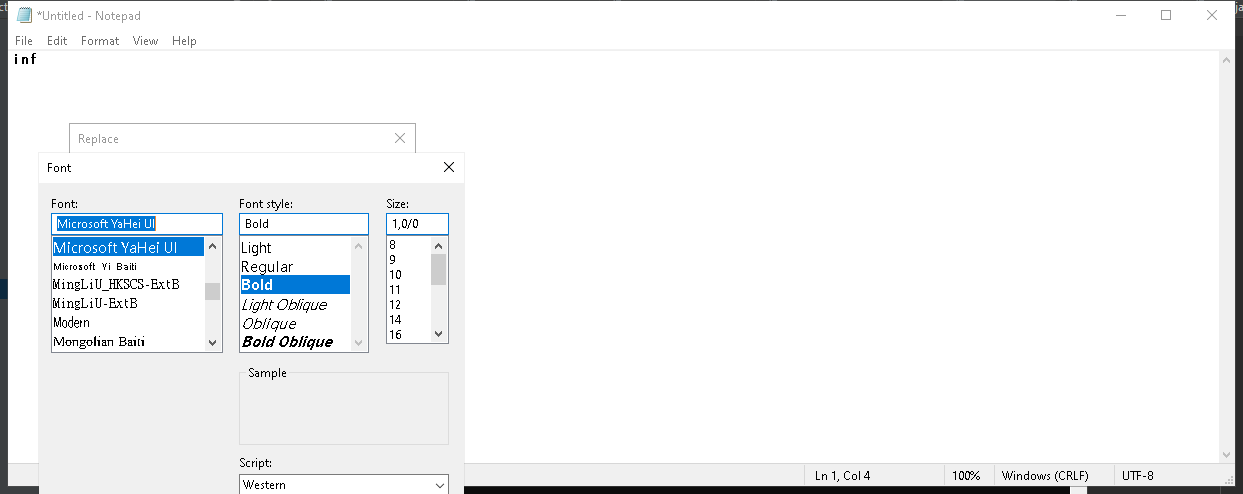 *Untitled - Notepad
File Edit Format View Help
inf
Replace
Font
Font: Font style: Size:
Microsoft YaHei UI Bold 1,0/0
Microsoft YaHei UI Light 8
Microsoft Yi Baiti Regular 9
MingLiU_HKSCS-ExtB Bold 10
MingLiU-ExtB Light Oblique 11
Modern Oblique 12
Mongolian Baiti Bold Oblique 14
16
Sample
Script:
Western
Ln 1, Col 4 100% Windows (CRLF) UTF-8